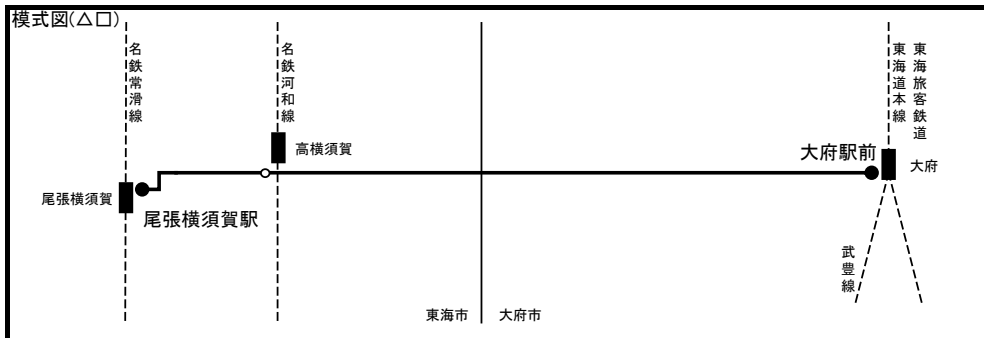 模式図(△□)
名鉄常滑線
名鉄河和線
東海道本線
東海旅客鉄道
高横須賀
大府駅前
大府
尾張横須賀
尾張横須賀駅
武豊線
東海市
大府市